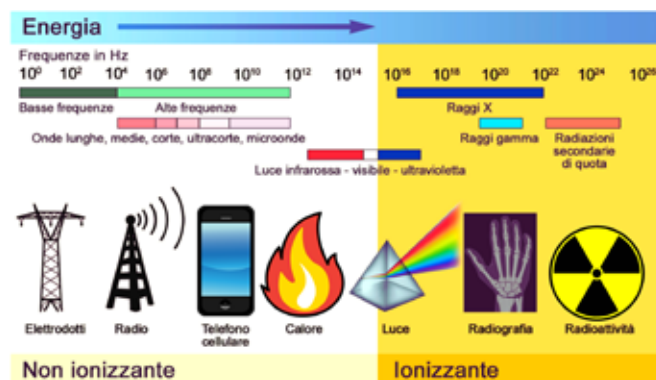 Energia
Frequenze in Hz
10⁰ 10² 10⁴ 10⁶ 10⁸ 10¹⁰ 10¹² 10¹⁴ 10¹⁶ 10¹⁸ 10²⁰ 10²² 10²⁴ 10²⁶
Basse frequenze Alte frequenze Raggi X
Onde lunghe, medie, corte, ultracorte, microonde
Raggi gamma
Radiazioni
secondarie
di quota
Luce infrarossa - visibile - ultravioletta
Elettrodotti
Radio
Telefono
cellulare
Calore
Luce
Radiografia
Radioattività
Non ionizzante
Ionizzante